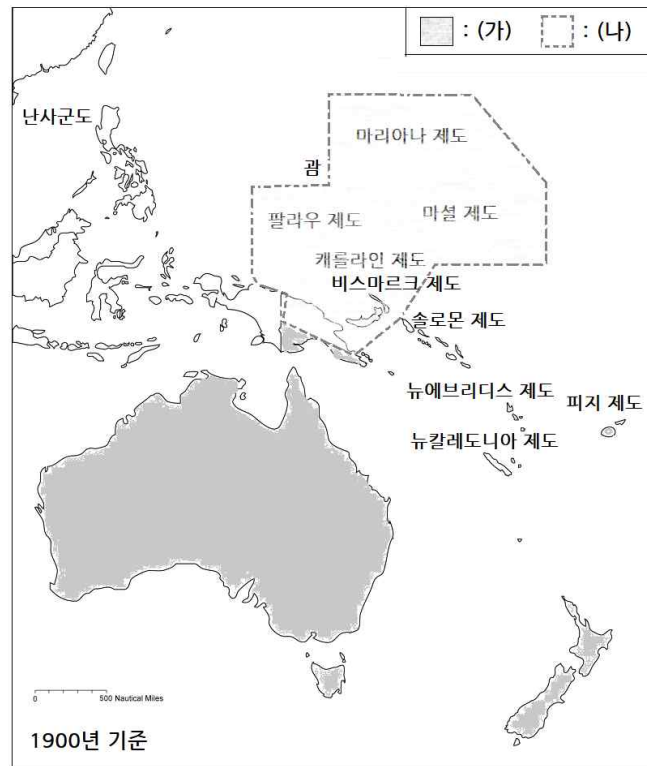 : (가) : (나)
난사군도
마리아나 제도
괌
팔라우 제도
마셜 제도
캐롤라인 제도
비스마르크 제도
솔로몬 제도
뉴에브리디스 제도
피지 제도
뉴칼레도니아 제도
0 500 Nautical Miles
1900년 기준